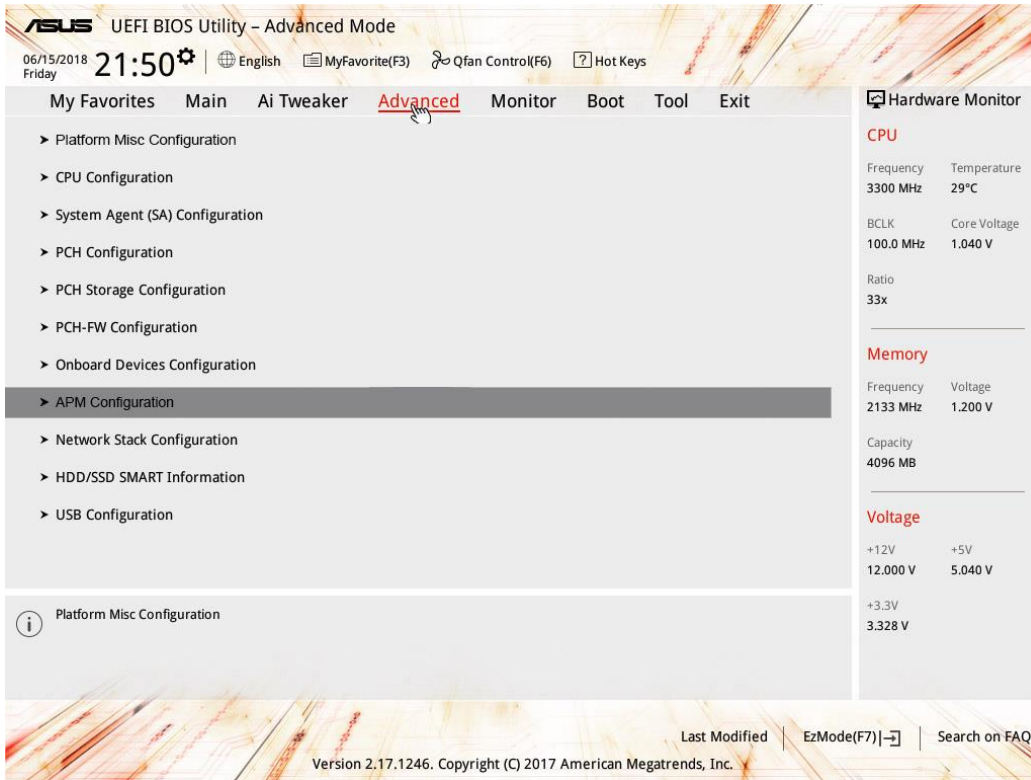 ASUS UEFI BIOS Utility – Advanced Mode
06/15/2018
Friday
21:50
English MyFavorite(F3) Qfan Control(F6) ? Hot Keys
My Favorites Main Ai Tweaker Advanced Monitor Boot Tool Exit
Platform Misc Configuration
CPU Configuration
System Agent (SA) Configuration
PCH Configuration
PCH Storage Configuration
PCH-FW Configuration
Onboard Devices Configuration
APM Configuration
Network Stack Configuration
HDD/SSD SMART Information
USB Configuration
Platform Misc Configuration
Hardware Monitor
CPU
Frequency Temperature
3300 MHz 29°C
BCLK Core Voltage
100.0 MHz 1.040 V
Ratio
33x
Memory
Frequency Voltage
2133 MHz 1.200 V
Capacity
4096 MB
Voltage
+12V +5V
12.000 V 5.040 V
+3.3V
3.328 V
Last Modified EzMode(F7) Search on FAQ
Version 2.17.1246. Copyright (C) 2017 American Megatrends, Inc.